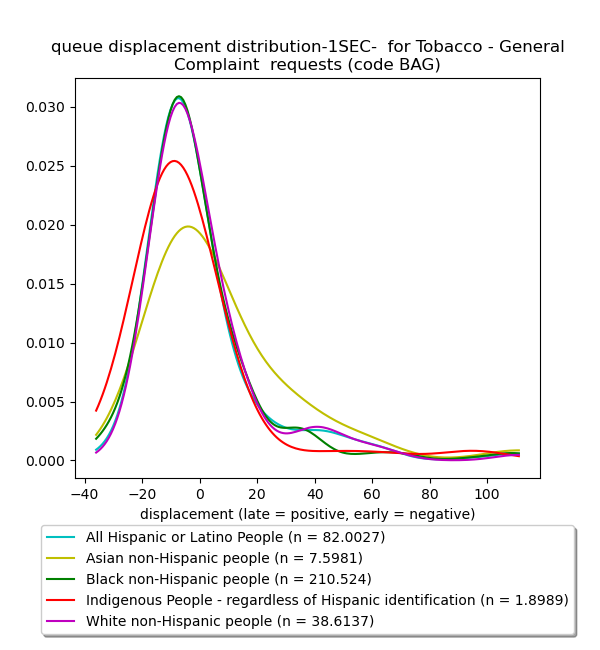 queue displacement distribution-1SEC-  for Tobacco - General
Complaint  requests (code BAG)
0.030
0.025
0.020
0.015
0.010
0.005
0.000
−40 −20 0 20 40 60 80 100
displacement (late = positive, early = negative)
All Hispanic or Latino People (n = 82.0027)
Asian non-Hispanic people (n = 7.5981)
Black non-Hispanic people (n = 210.524)
Indigenous People - regardless of Hispanic identification (n = 1.8989)
White non-Hispanic people (n = 38.6137)